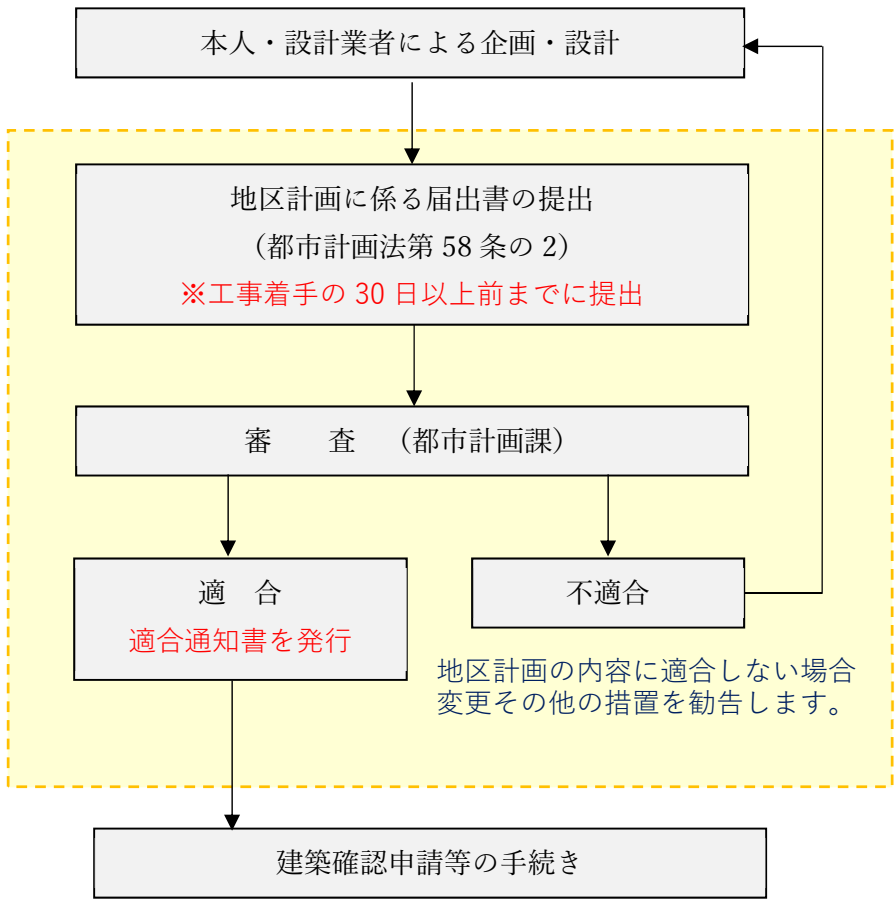 本人・設計業者による企画・設計
地区計画に係る届出書の提出
（都市計画法第 58 条の 2）
※工事着手の 30 日以上前までに提出
審　　査　（都市計画課）
適　合
適合通知書を発行
不適合
地区計画の内容に適合しない場合
変更その他の措置を勧告します。
建築確認申請等の手続き